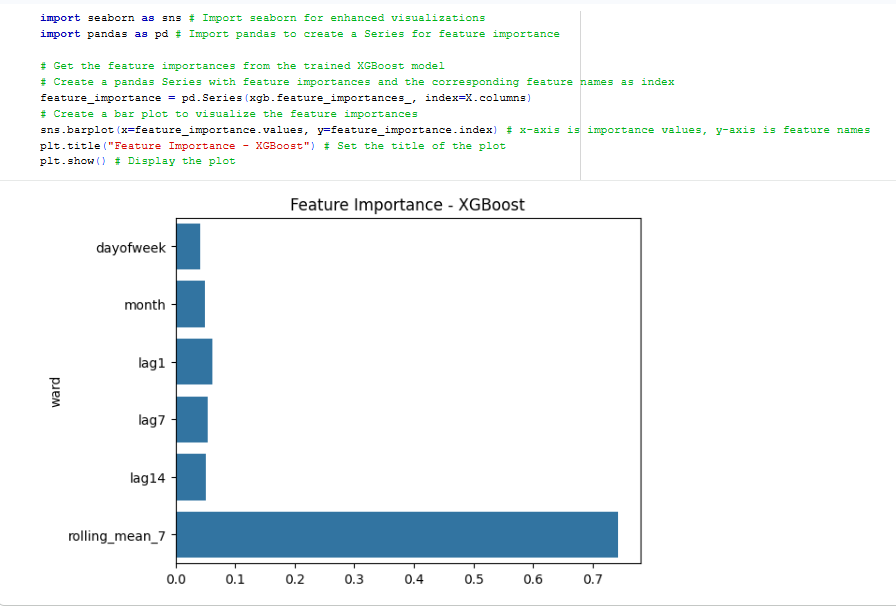 import seaborn as sns # Import seaborn for enhanced visualizations
import pandas as pd # Import pandas to create a Series for feature importance
# Get the feature importances from the trained XGBoost model
# Create a pandas Series with feature importances and the corresponding feature names as index
feature_importance = pd.Series(xgb.feature_importances_, index=X.columns)
# Create a bar plot to visualize the feature importances
sns.barplot(x=feature_importance.values, y=feature_importance.index) # x-axis is importance values, y-axis is feature names
plt.title("Feature Importance - XGBoost") # Set the title of the plot
plt.show() # Display the plot
Feature Importance - XGBoost
dayofweek
month
lag1
ward
lag7
lag14
rolling_mean_7
0.0 0.1 0.2 0.3 0.4 0.5 0.6 0.7